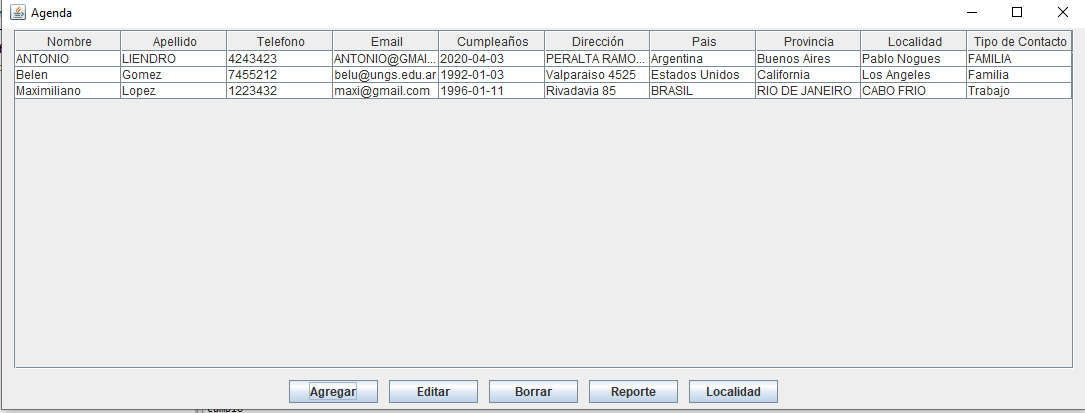 Agenda
Nombre Apellido Telefono Email Cumpleaños Dirección Pais Provincia Localidad Tipo de Contacto
ANTONIO LIENDRO 4243423 ANTONIO@GMAI... 2020-04-03 PERALTA RAMO... Argentina Buenos Aires Pablo Nogues FAMILIA
Belen Gomez 7455212 belu@ungs.edu.ar 1992-01-03 Valparaiso 4525 Estados Unidos California Los Angeles Familia
Maximiliano Lopez 1223432 maxi@gmail.com 1996-01-11 Rivadavia 85 BRASIL RIO DE JANEIRO CABO FRIO Trabajo
Agregar Editar Borrar Reporte Localidad